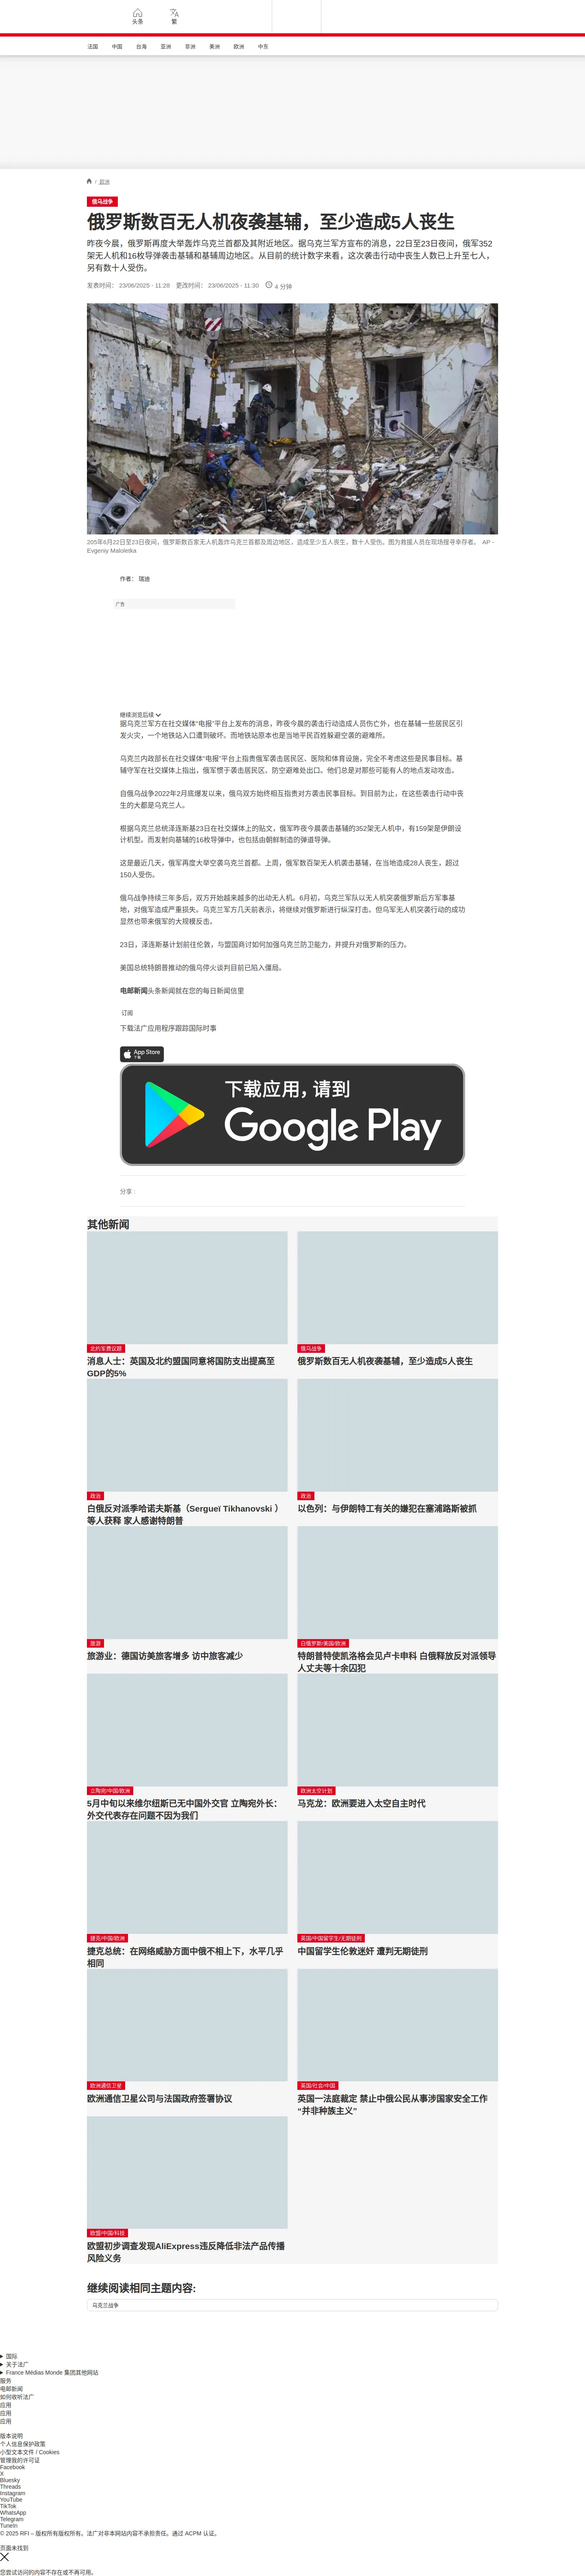 头条
繁
法国 中国 台海 亚洲 非洲 美洲 欧洲 中东
/ 欧洲
俄乌战争
俄罗斯数百无人机夜袭基辅，至少造成5人丧生
昨夜今晨，俄罗斯再度大举轰炸乌克兰首都及其附近地区。据乌克兰军方宣布的消息，22日至23日夜间，俄军352
架无人机和16枚导弹袭击基辅和基辅周边地区。从目前的统计数字来看，这次袭击行动中丧生人数已上升至七人，
另有数十人受伤。
发表时间： 23/06/2025 - 11:28 更改时间： 23/06/2025 - 11:30 4 分钟
205年6月22日至23日夜间，俄罗斯数百家无人机轰炸乌克兰首都及周边地区，造成至少五人丧生，数十人受伤。图为救援人员在现场搜寻幸存者。 AP -
Evgeniy Maloletka
作者： 瑞迪
广告
继续浏览后续
据乌克兰军方在社交媒体“电报”平台上发布的消息，昨夜今晨的袭击行动造成人员伤亡外，也在基辅一些居民区引
发火灾，一个地铁站入口遭到破坏。而地铁站原本也是当地平民百姓躲避空袭的避难所。
乌克兰内政部长在社交媒体“电报”平台上指责俄军袭击居民区、医院和体育设施，完全不考虑这些是民事目标。基
辅守军在社交媒体上指出，俄军惯于袭击居民区、防空避难处出口。他们总是对那些可能有人的地点发动攻击。
自俄乌战争2022年2月底爆发以来，俄乌双方始终相互指责对方袭击民事目标。到目前为止，在这些袭击行动中丧
生的大都是乌克兰人。
根据乌克兰总统泽连斯基23日在社交媒体上的贴文，俄军昨夜今晨袭击基辅的352架无人机中，有159架是伊朗设
计机型。而发射向基辅的16枚导弹中，也包括由朝鲜制造的弹道导弹。
这是最近几天，俄军再度大举空袭乌克兰首都。上周，俄军数百架无人机袭击基辅，在当地造成28人丧生，超过
150人受伤。
俄乌战争持续三年多后，双方开始越来越多的出动无人机。6月初，乌克兰军队以无人机突袭俄罗斯后方军事基
地，对俄军造成严重损失。乌克兰军方几天前表示，将继续对俄罗斯进行纵深打击。但乌军无人机突袭行动的成功
显然也带来俄军的大规模反击。
23日，泽连斯基计划前往伦敦，与盟国商讨如何加强乌克兰防卫能力，并提升对俄罗斯的压力。
美国总统特朗普推动的俄乌停火谈判目前已陷入僵局。
电邮新闻头条新闻就在您的每日新闻信里
订阅
下载法广应用程序跟踪国际时事
App Store
下载
下载应用，请到
Google Play
分享 :
其他新闻
北约军费设题
消息人士：英国及北约盟国同意将国防支出提高至
GDP的5%
俄乌战争
俄罗斯数百无人机夜袭基辅，至少造成5人丧生
政治
白俄反对派季哈诺夫斯基（Sergueï Tikhanovski ）
等人获释 家人感谢特朗普
政治
以色列：与伊朗特工有关的嫌犯在塞浦路斯被抓
旅游
旅游业：德国访美旅客增多 访中旅客减少
白俄罗斯/美国/欧洲
特朗普特使凯洛格会见卢卡申科 白俄释放反对派领导
人丈夫等十余囚犯
立陶宛/中国/欧洲
5月中旬以来维尔纽斯已无中国外交官 立陶宛外长：
外交代表存在问题不因为我们
欧洲太空计划
马克龙：欧洲要进入太空自主时代
捷克/中国/欧洲
捷克总统：在网络威胁方面中俄不相上下，水平几乎
相同
英国/中国留学生/无期徒刑
中国留学生伦敦迷奸 遭判无期徒刑
欧洲通信卫星
欧洲通信卫星公司与法国政府签署协议
英国/社会/中国
英国一法庭裁定 禁止中俄公民从事涉国家安全工作
“并非种族主义”
欧盟/中国/科技
欧盟初步调查发现AliExpress违反降低非法产品传播
风险义务
继续阅读相同主题内容:
乌克兰战争
国际
关于法广
France Médias Monde 集团其他网站
服务
电邮新闻
如何收听法广
应用
应用
应用
版本说明
个人信息保护政策
小型文本文件 / Cookies
管理我的许可证
Facebook
X
Bluesky
Threads
Instagram
YouTube
TikTok
WhatsApp
Telegram
TuneIn
© 2025 RFI – 版权所有版权所有。法广对非本网站内容不承担责任。通过 ACPM 认证。
页面未找到
您尝试访问的内容不存在或不再可用。